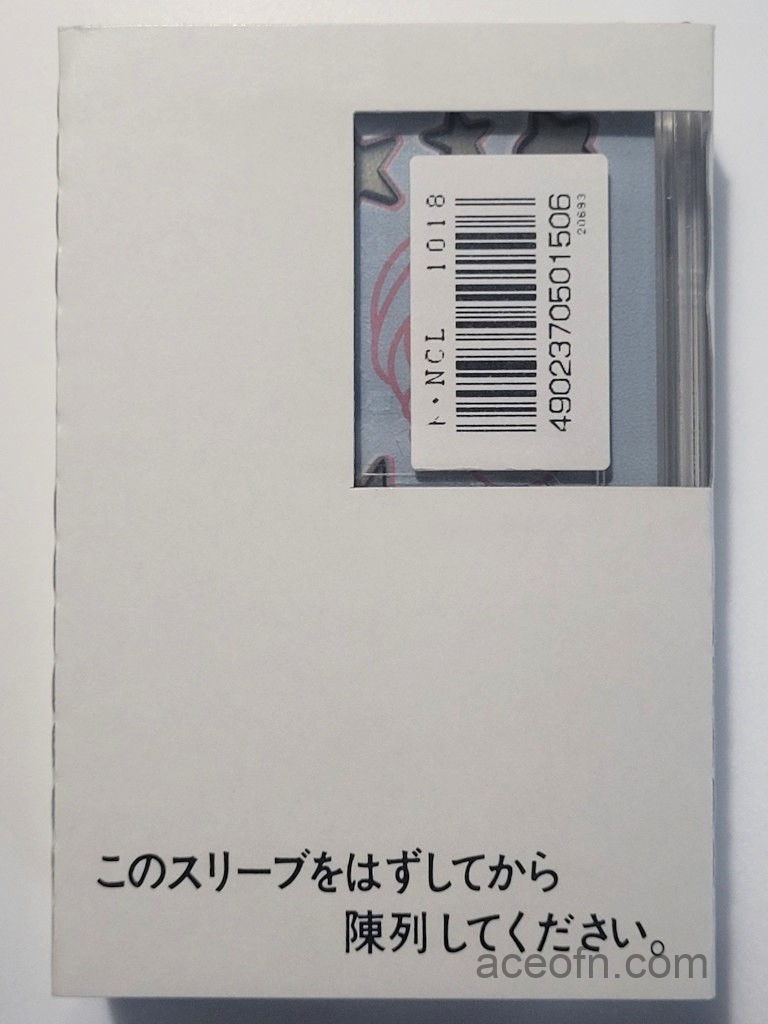 ト・NCL 1018
4902370501506
20693
このスリーブをはずしてから
陳列してください。
aceofn.com